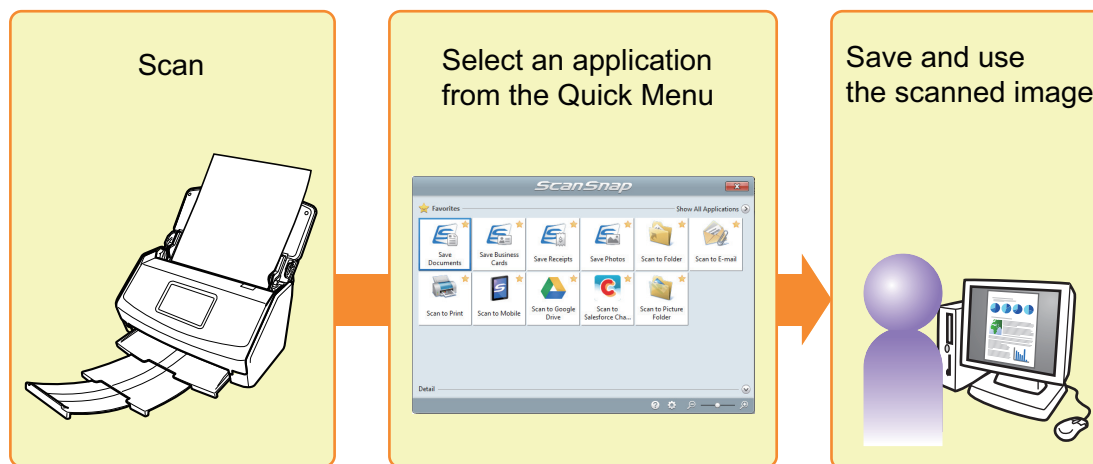 Scan
Select an application
from the Quick Menu
ScanSnap
Favorites
Show All Applications
Save
Documents
Save Business
Cards
Save Receipts
Save Photos
Scan to Folder
Scan to E-mail
Scan to Print
Scan to Mobile
Scan to Google
Drive
Scan to
Salesforce Cha...
Scan to Picture
Folder
Detail
Save and use
the scanned image